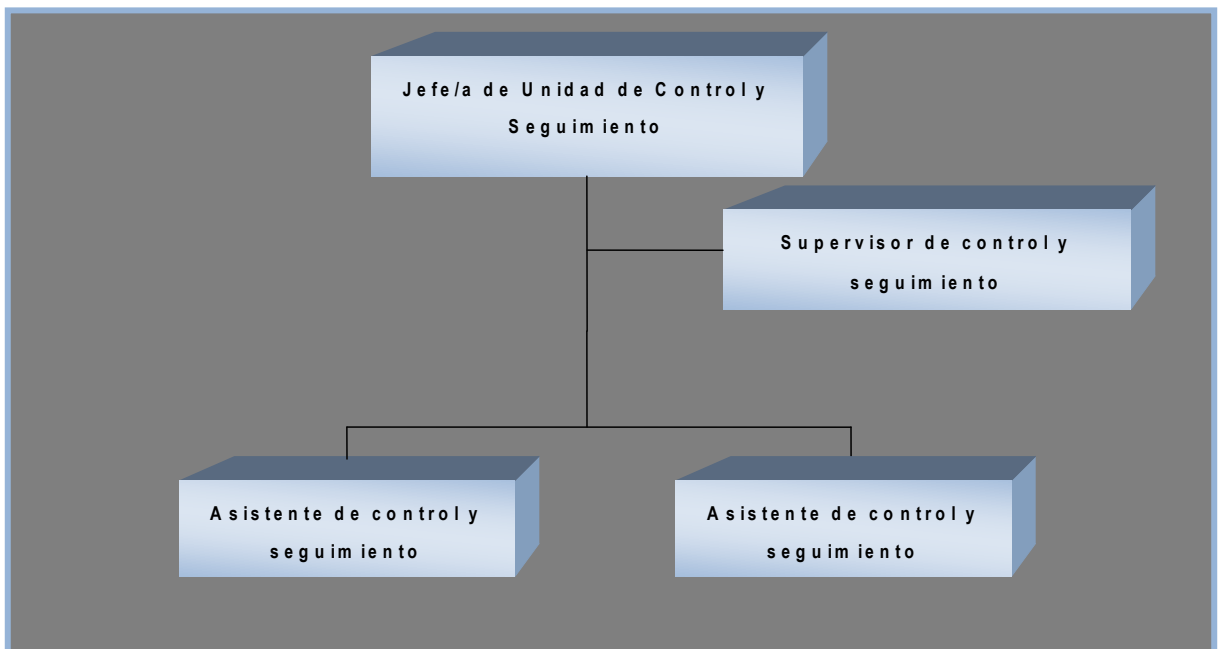 Jefe/a de Unidad de Control y
Seguimiento
Supervisor de control y
seguimiento
Asistente de control y
seguimiento
Asistente de control y
seguimiento